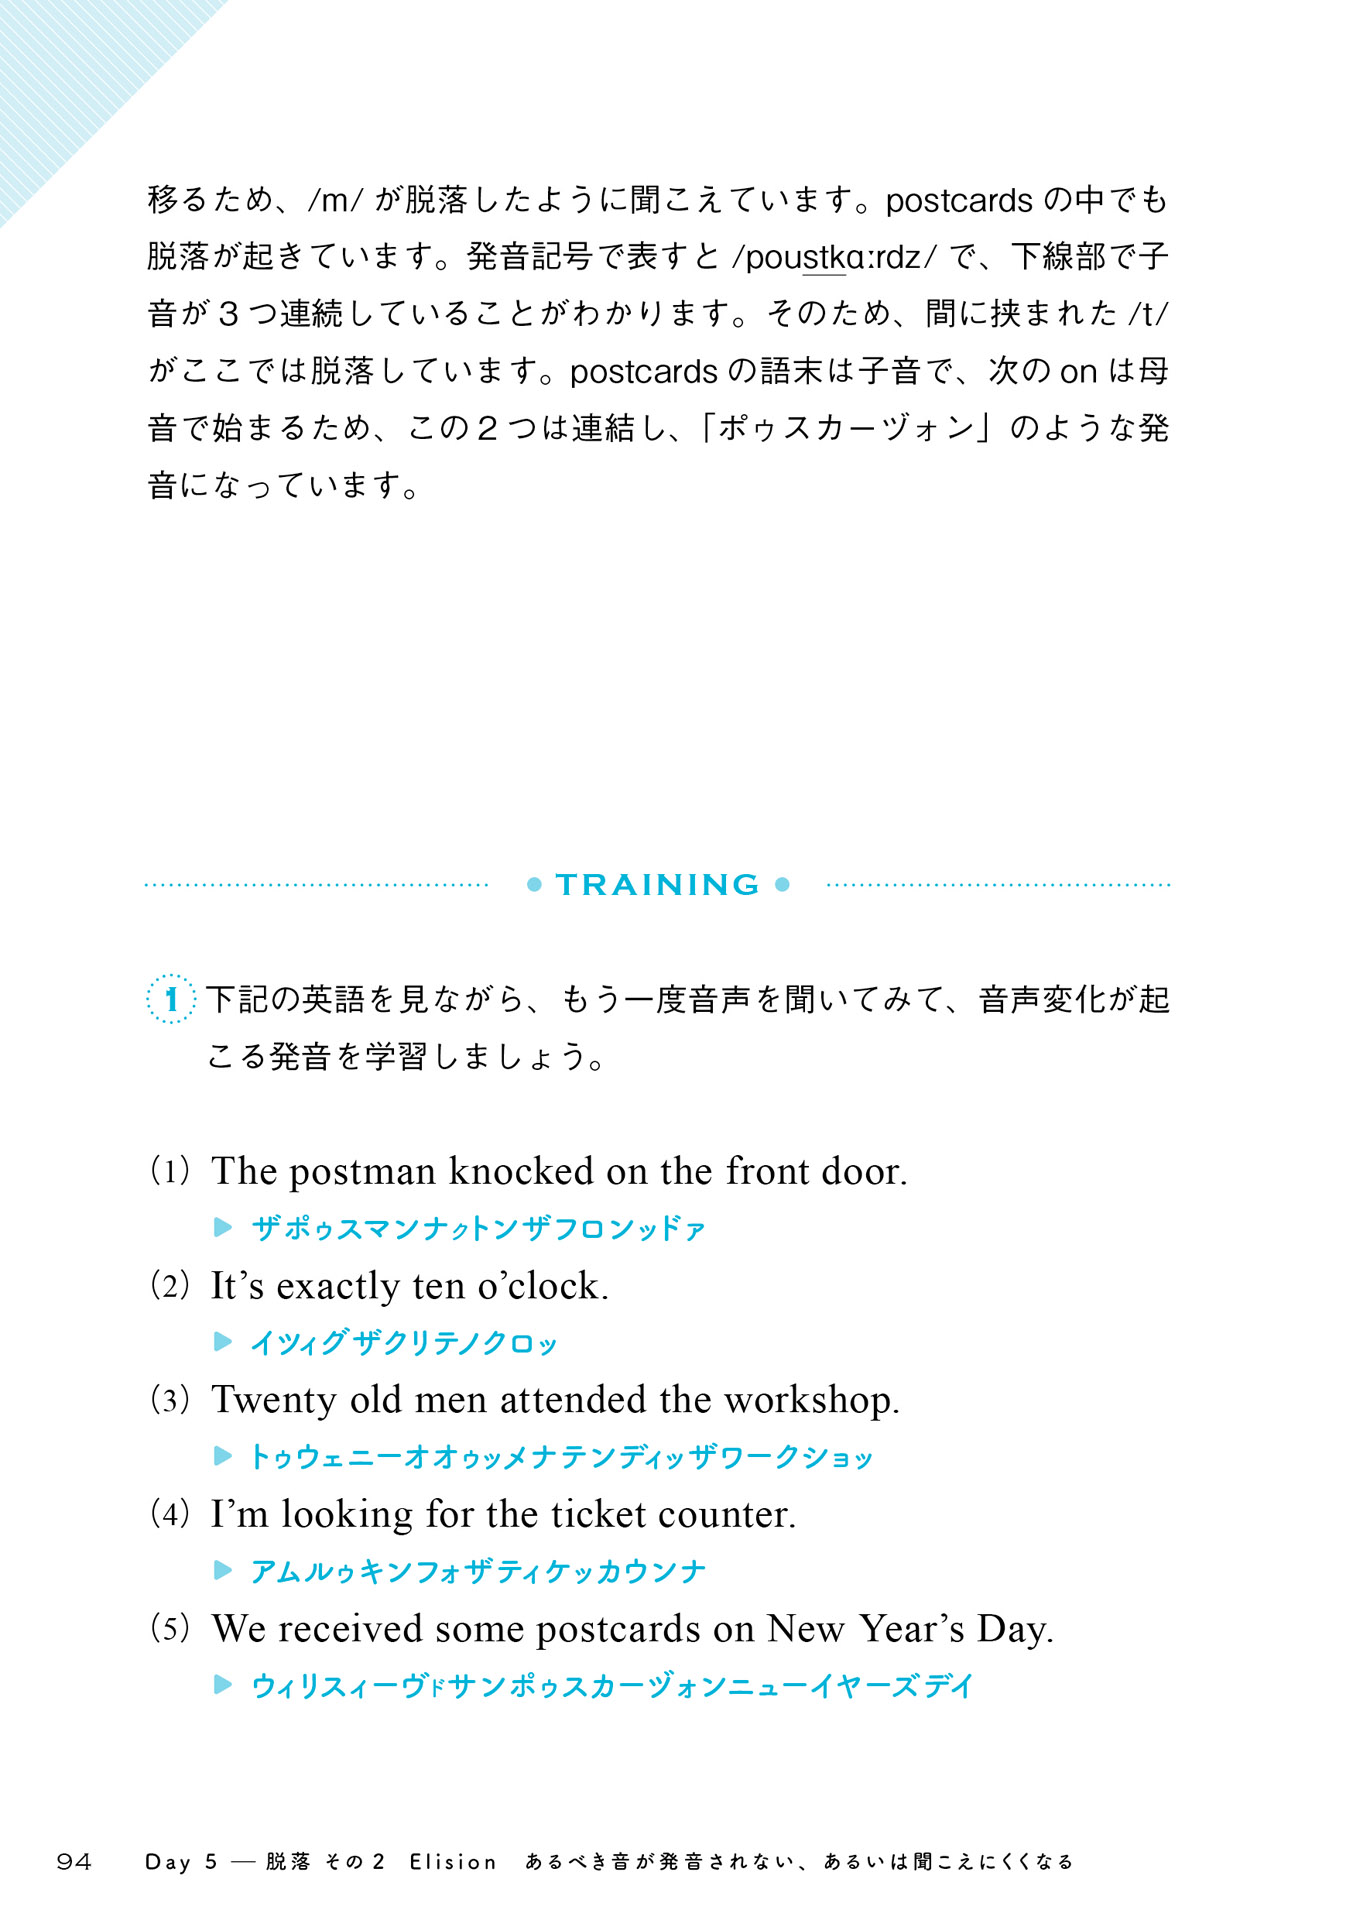 移るため、/m/ が脱落したように聞こえています。postcards の中でも
脱落が起きています。発音記号で表すと /poustkɑːrdz/ で、下線部で子
音が 3 つ連続していることがわかります。そのため、間に挟まれた /t/
がここでは脱落しています。postcards の語末は子音で、次の on は母
音で始まるため、この 2 つは連結し、「ポゥスカーヅォン」のような発
音になっています。
TRAINING
1 下記の英語を見ながら、もう一度音声を聞いてみて、音声変化が起
こる発音を学習しましょう。
(1) The postman knocked on the front door.
▶ ザポゥスマンナㇰトンザフロンッドァ
(2) It’s exactly ten o’clock.
▶ イツィグザクリテノクロッ
(3) Twenty old men attended the workshop.
▶ トゥウェニーオオゥッメナテンディッザワークショッ
(4) I’m looking for the ticket counter.
▶ アムルゥキンフォザティケッカウンナ
(5) We received some postcards on New Year’s Day.
▶ ウィリスィーヴドサンポゥスカーヅォンニューイヤーズデイ
94 Day 5 — 脱落 その2 Elision あるべき音が発音されない、あるいは聞こえにくくなる